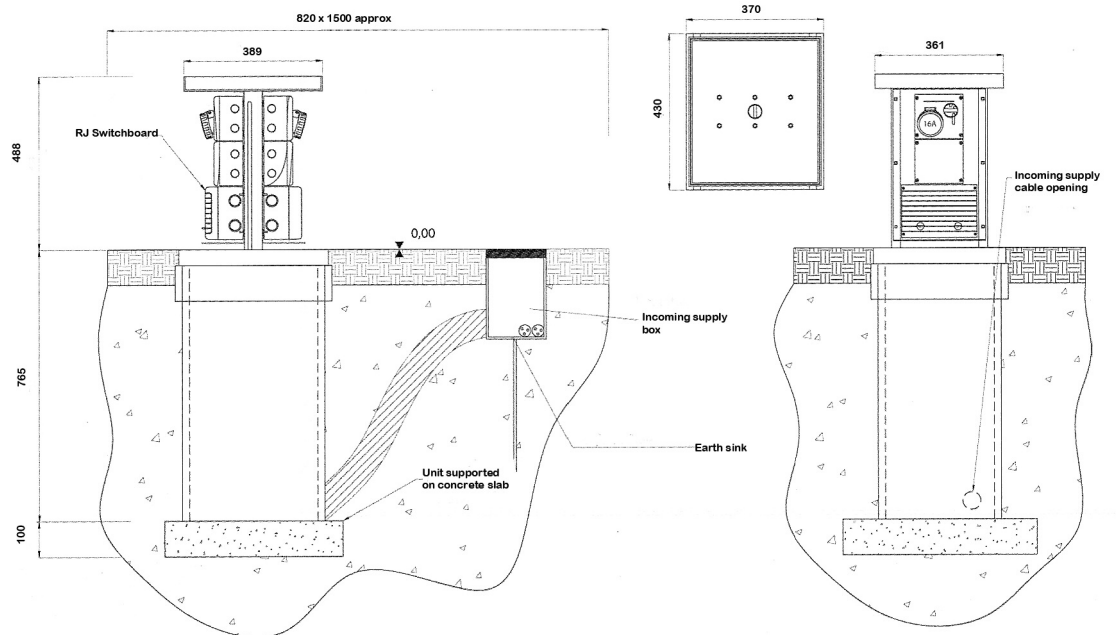 820 x 1500 approx
370
389
361
430
488
RJ Switchboard
16A
Incoming supply
cable opening
0,00
Incoming supply
box
765
Earth sink
Unit supported
on concrete slab
100